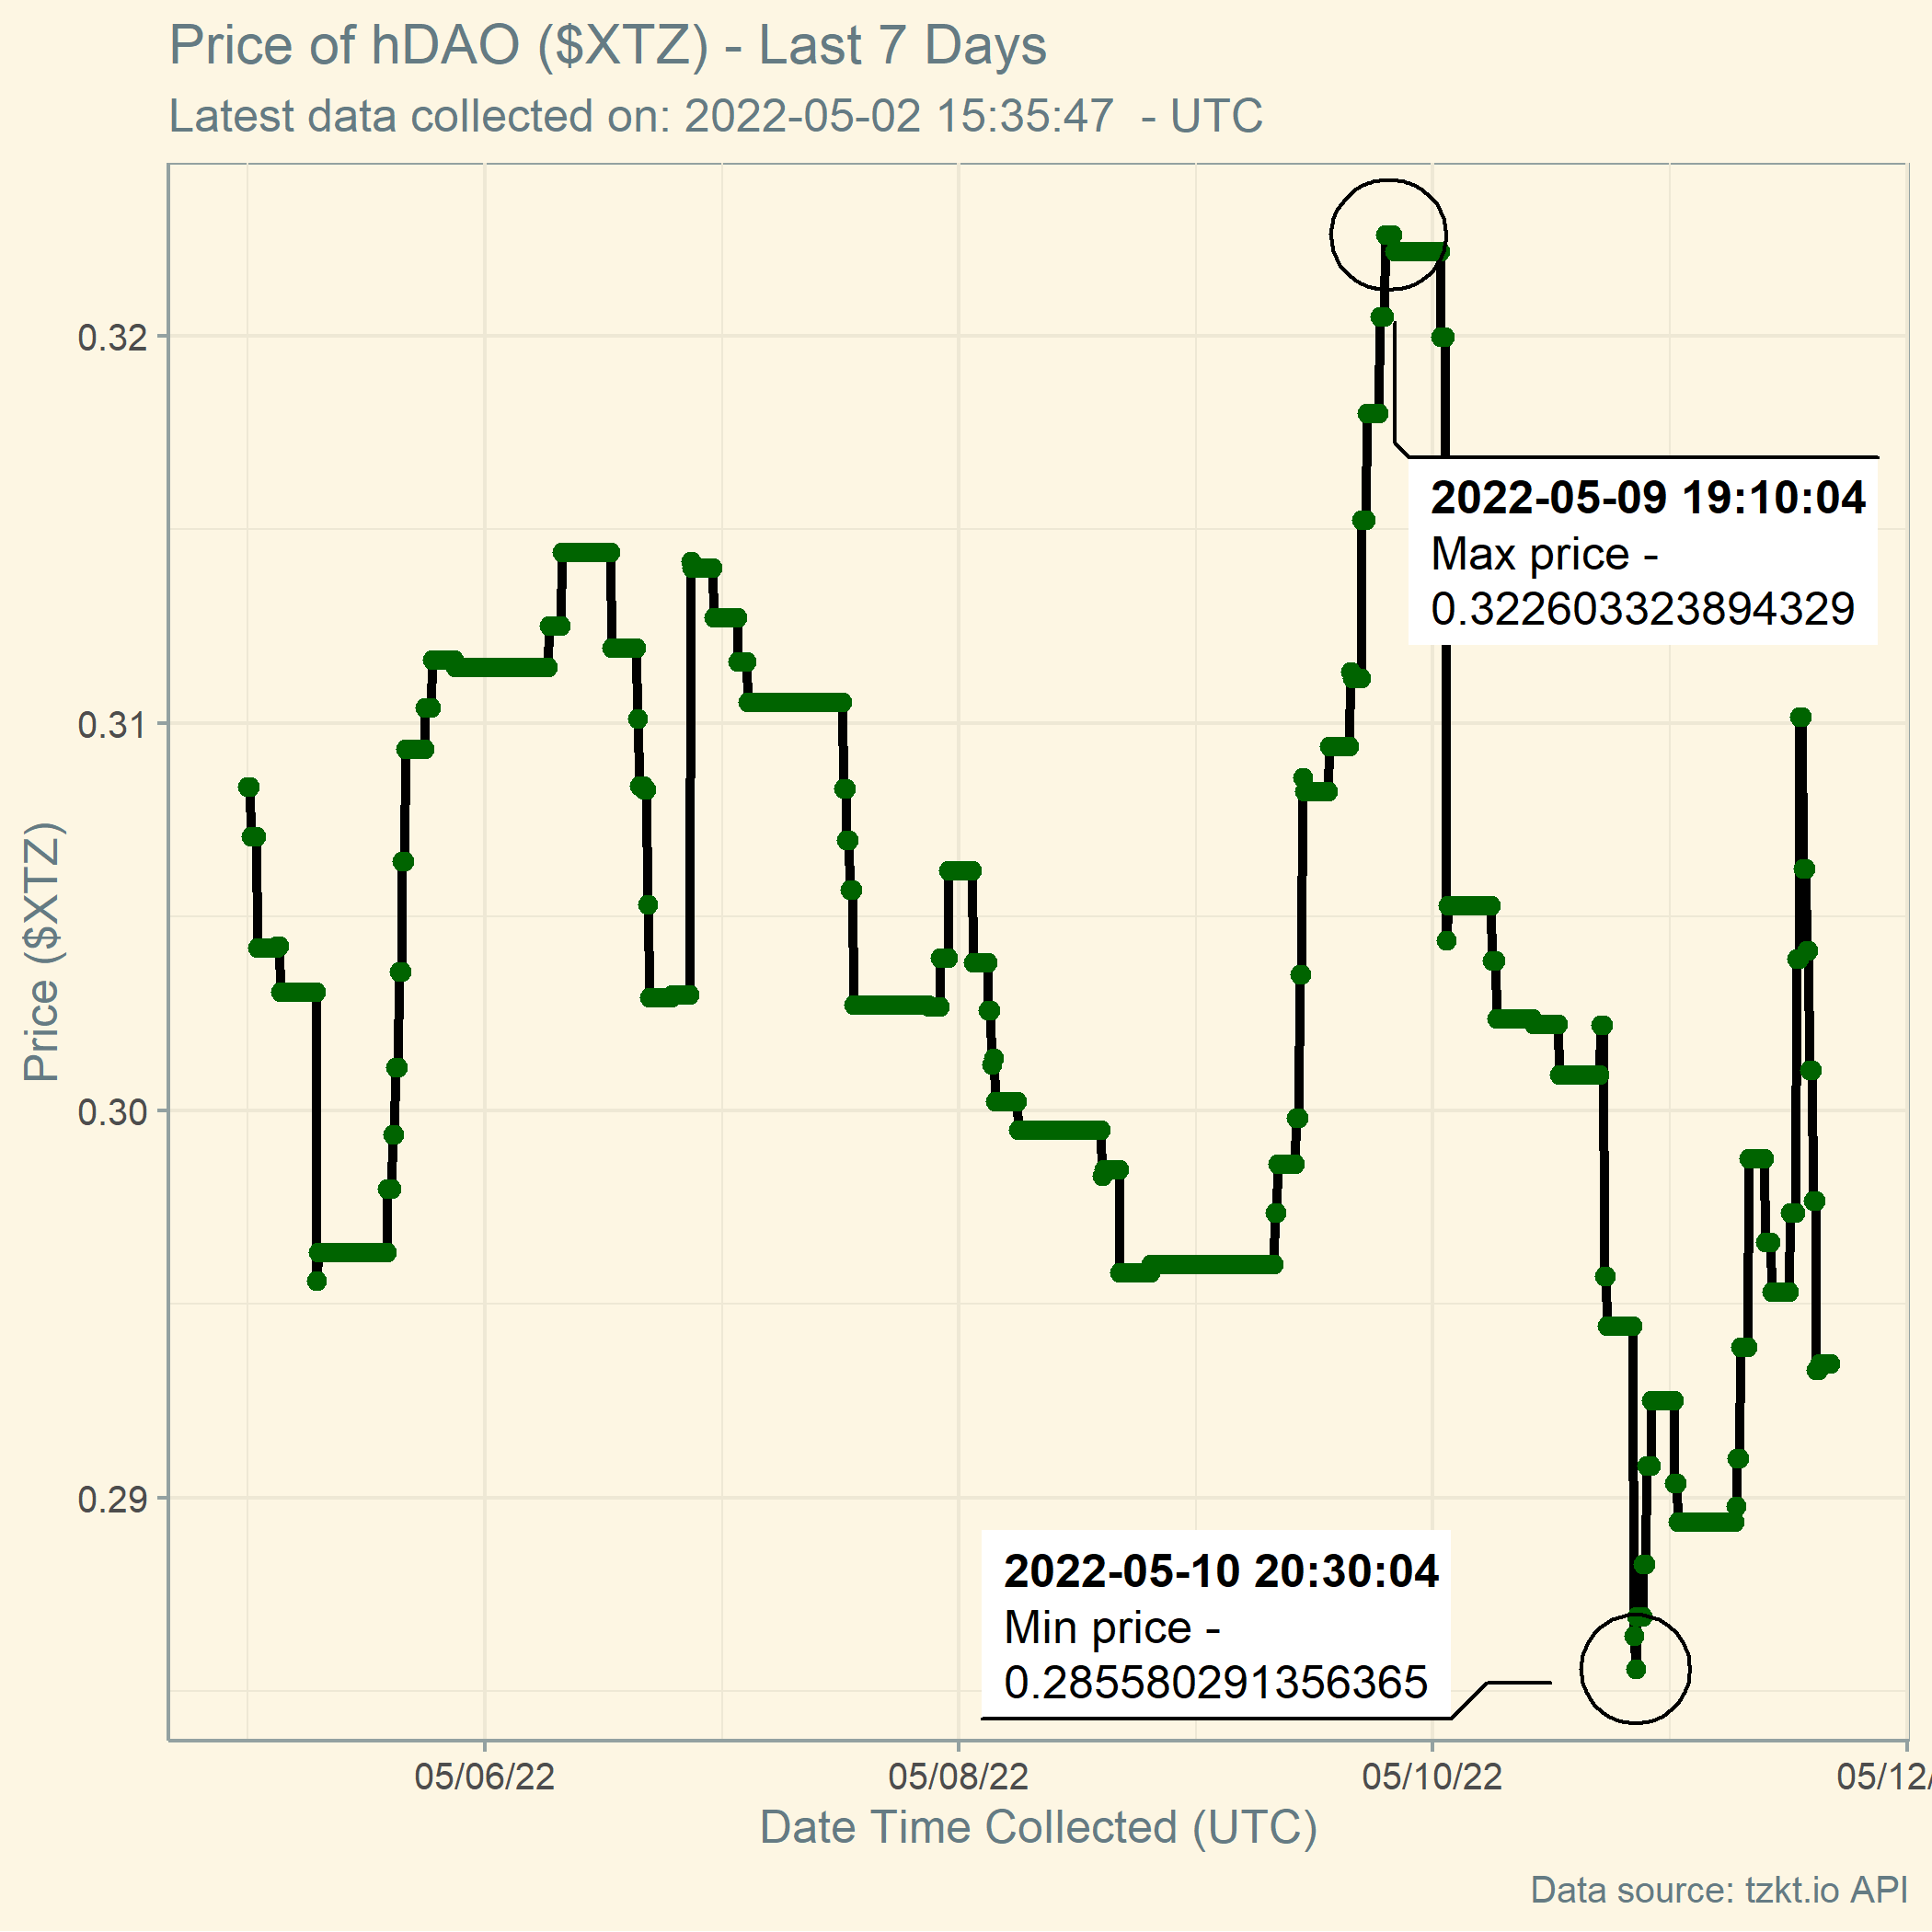 Price of hDAO ($XTZ) - Last 7 Days
Latest data collected on: 2022-05-02 15:35:47  - UTC
0.32
2022-05-09 19:10:04
Max price -
0.322603323894329
0.31
Price ($XTZ)
0.30
0.29
2022-05-10 20:30:04
Min price -
0.285580291356365
05/06/22
05/08/22
05/10/22
05/12/
Date Time Collected (UTC)
Data source: tzkt.io API